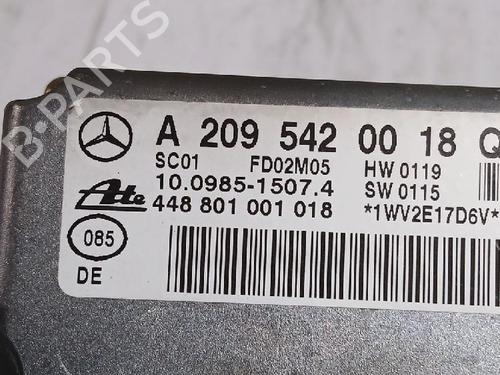 B-PARTS
A 209 542 00 18 Q
SC01 FD02M05 HW 0119
10.0985-1507.4 SW 0115
Ate 448 801 001 018 *1WV2E17D6V*
085
DE